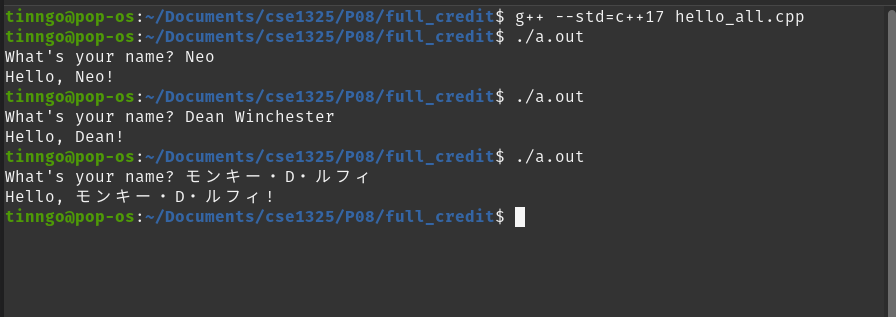 tinngo@pop-os:~/Documents/cse1325/P08/full_credit$ g++ --std=c++17 hello_all.cpp
tinngo@pop-os:~/Documents/cse1325/P08/full_credit$ ./a.out
What's your name? Neo
Hello, Neo!
tinngo@pop-os:~/Documents/cse1325/P08/full_credit$ ./a.out
What's your name? Dean Winchester
Hello, Dean!
tinngo@pop-os:~/Documents/cse1325/P08/full_credit$ ./a.out
What's your name? モンキー・D・ルフィ
Hello, モンキー・D・ルフィ!
tinngo@pop-os:~/Documents/cse1325/P08/full_credit$